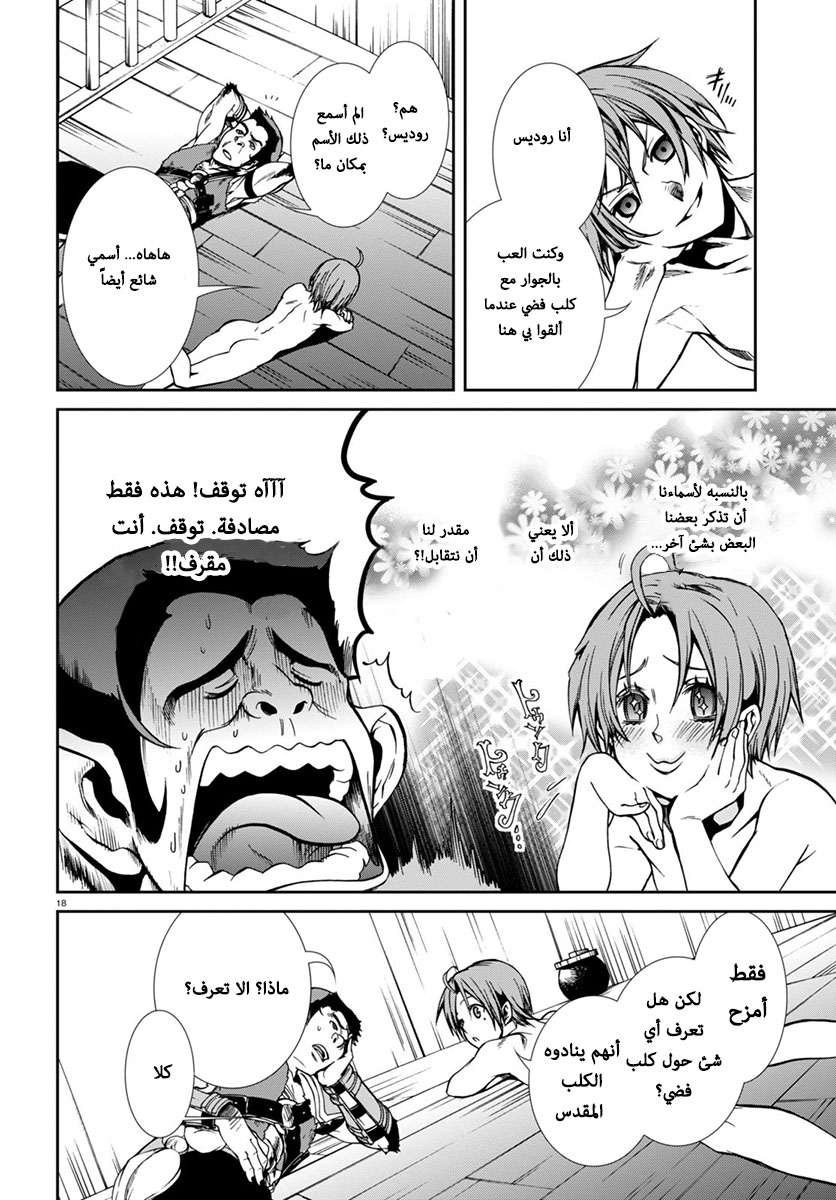 أنا روديس
وكنت العب
بالجوار مع
كلب فضي عندما
ألقوا بي هنا
هم؟
روديس؟
الم أسمع
ذلك الأسم
بمكان ما؟
هاهاه... أسمي
شائع أيضاً
بالنسبه لأسماءنا
أن تذكر بعضنا
البعض بشئ آخر...
ألا يعني
ذلك أن
مقدر لنا
أن نتقابل!؟
آآآه توقف! هذه فقط
مصادفة. توقف. أنت
مقرف!!
18
فقط
أمزح
لكن هل
تعرف أي
شئ حول كلب
فضي؟
أنهم ينادوه
الكلب
المقدس
ماذا؟ الا تعرف؟
كلا